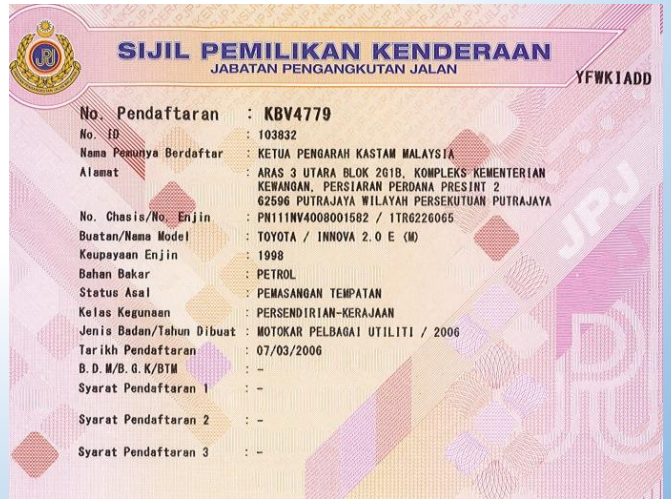 SIJIL PEMILIKAN KENDERAAN
JABATAN PENGANGKUTAN JALAN
YFWK1ADD
No. Pendaftaran : KBV4779
No. ID : 103832
Nama Pemunya Berdaftar : KETUA PENGARAH KASTAM MALAYSIA
Alamat : ARAS 3 UTARA BLOK 2G1B, KOMPLEKS KEMENTERIAN
KEWANGAN, PERSIARAN PERDANA PRESINT 2
62596 PUTRAJAYA WILAYAH PERSEKUTUAN PUTRAJAYA
No. Chasis/No. Enjin : PN111NV4008001582 / 1TR6226065
Buatan/Nama Model : TOYOTA / INNOVA 2.0 E (M)
Keupayaan Enjin : 1998
Bahan Bakar : PETROL
Status Asal : PEMASANGAN TEMPATAN
Kelas Kegunaan : PERSENDIRIAN-KERAJAAN
Jenis Badan/Tahun Dibuat : MOTOKAR PELBAGAI UTILITI / 2006
Tarikh Pendaftaran : 07/03/2006
B.D.M/B.G.K/BTM : -
Syarat Pendaftaran 1 : -
Syarat Pendaftaran 2 : -
Syarat Pendaftaran 3 : -
JPJ